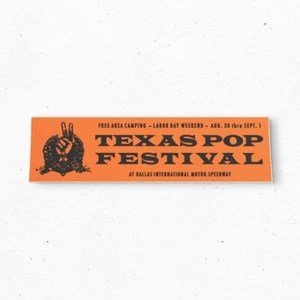 FREE AREA CAMPING — LABOR DAY WEEKEND — AUG. 30 thru SEPT. 1
TEXAS POP
FESTIVAL
AT DALLAS INTERNATIONAL MOTOR SPEEDWAY